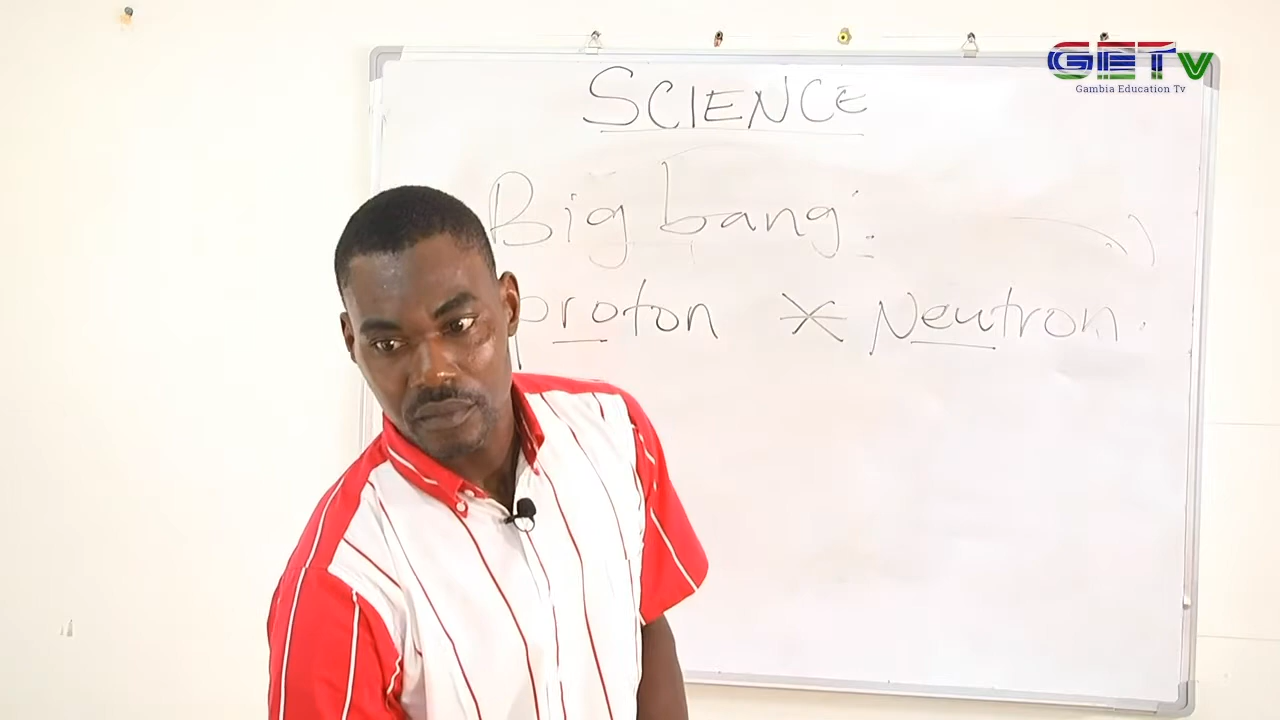 GETV
Gambia Education Tv
SCIENCE
Big bang:
proton * Neutron.